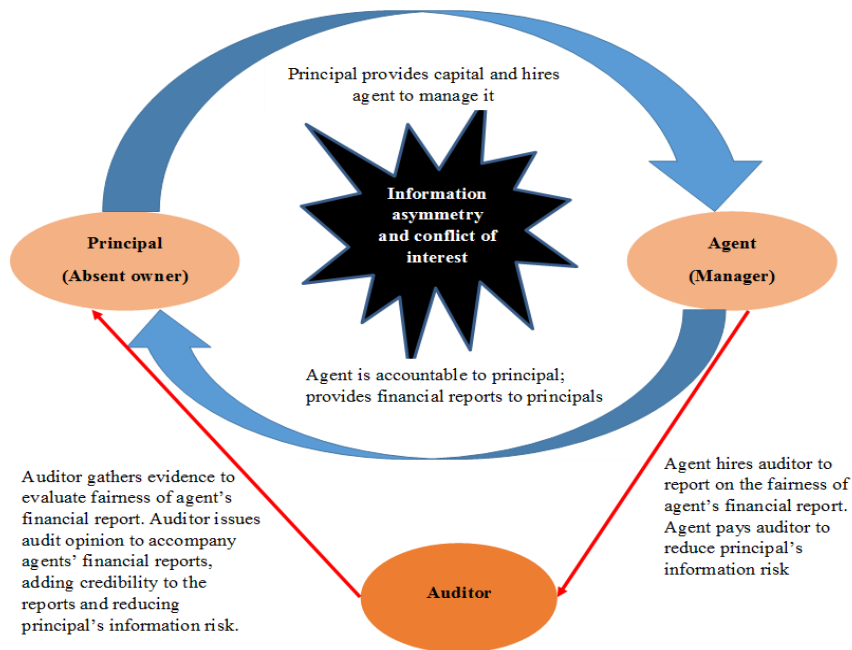 Principal provides capital and hires
agent to manage it
Information
asymmetry
and conflict of
interest
Principal
(Absent owner)
Agent
(Manager)
Agent is accountable to principal;
provides financial reports to principals
Auditor gathers evidence to
evaluate fairness of agent's
financial report. Auditor issues
audit opinion to accompany
agents' financial reports,
adding credibility to the
reports and reducing
principal's information risk.
Agent hires auditor to
report on the fairness of
agent's financial report.
Agent pays auditor to
reduce principal's
information risk
Auditor